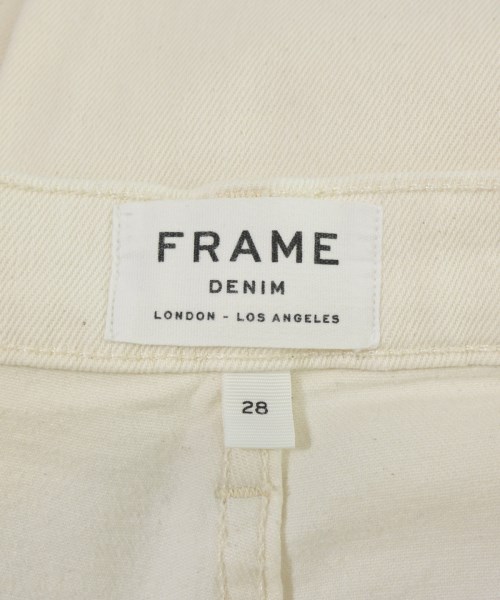 FRAME
DENIM
LONDON - LOS ANGELES
28